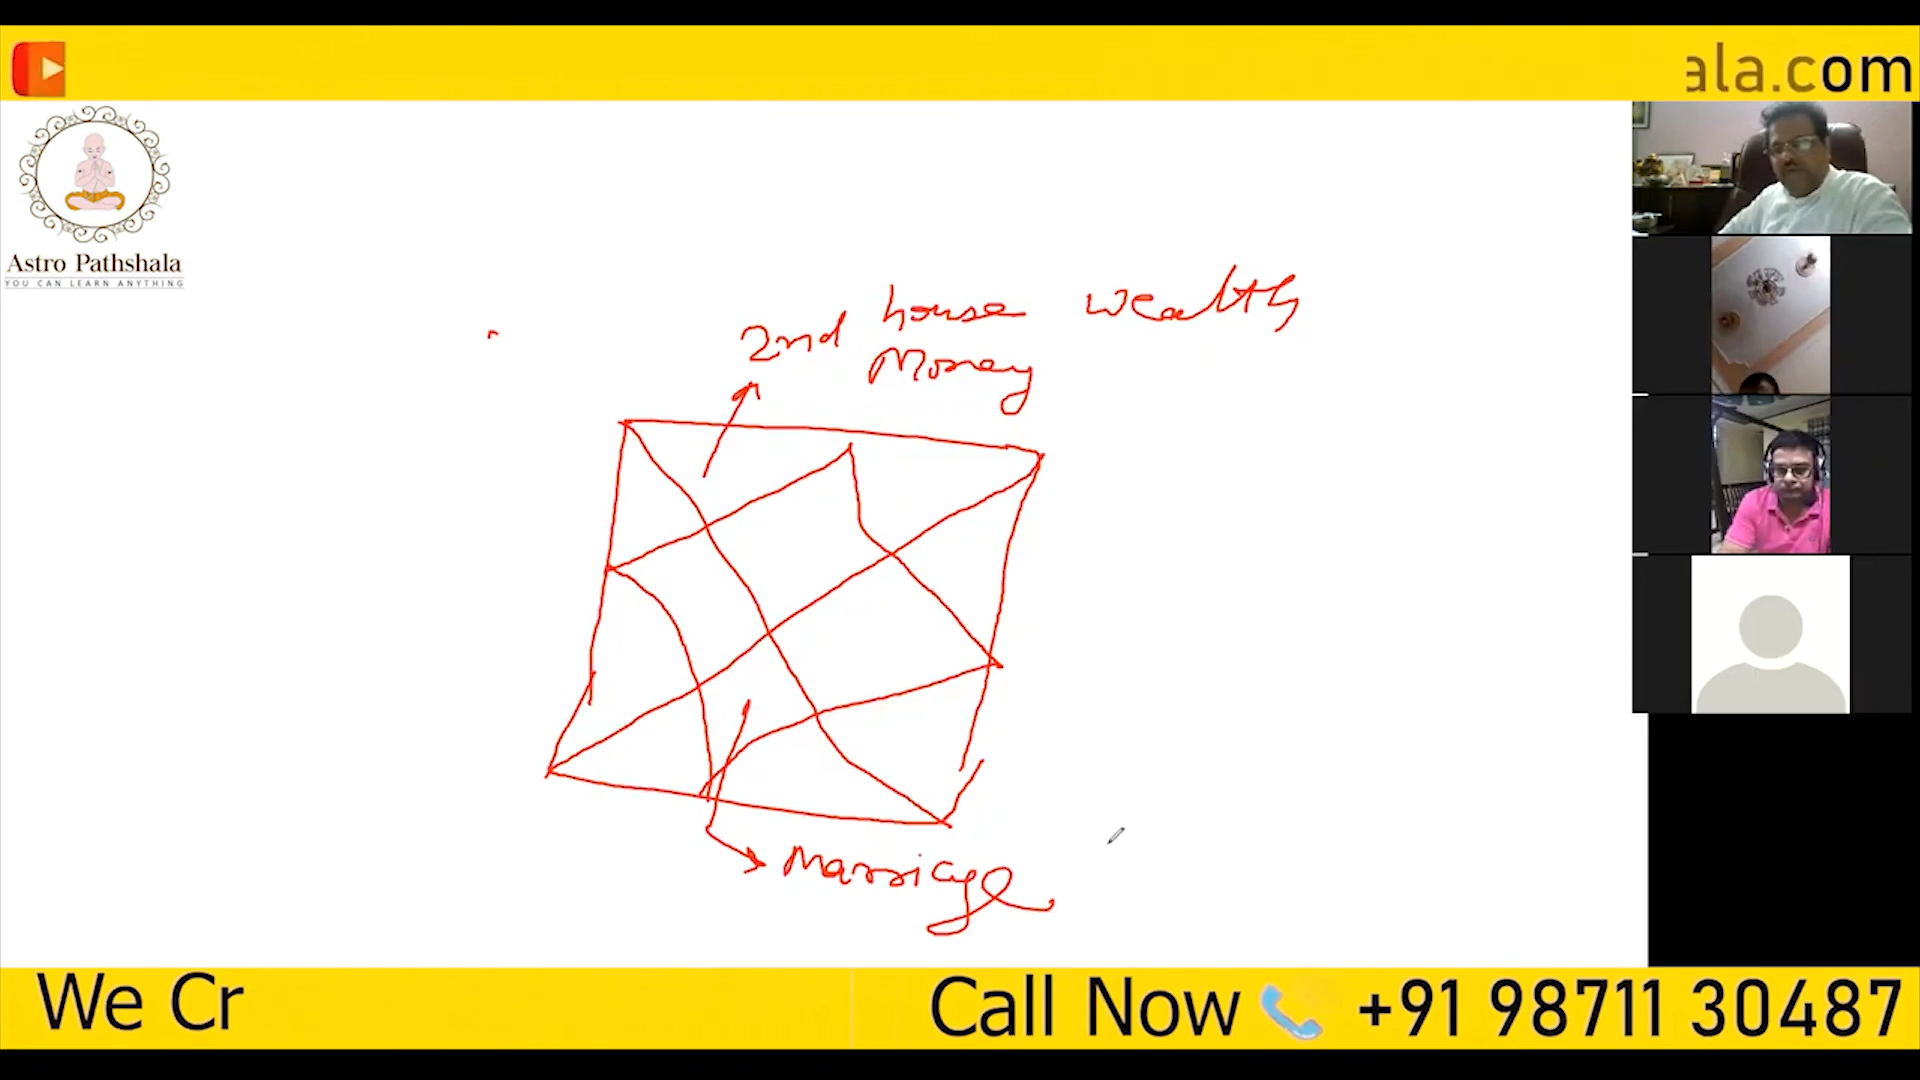 ala.com
Astro Pathshala
YOU CAN LEARN ANYTHING
2nd house wealth
Money
Marriage
We Cr
Call Now +91 98711 30487